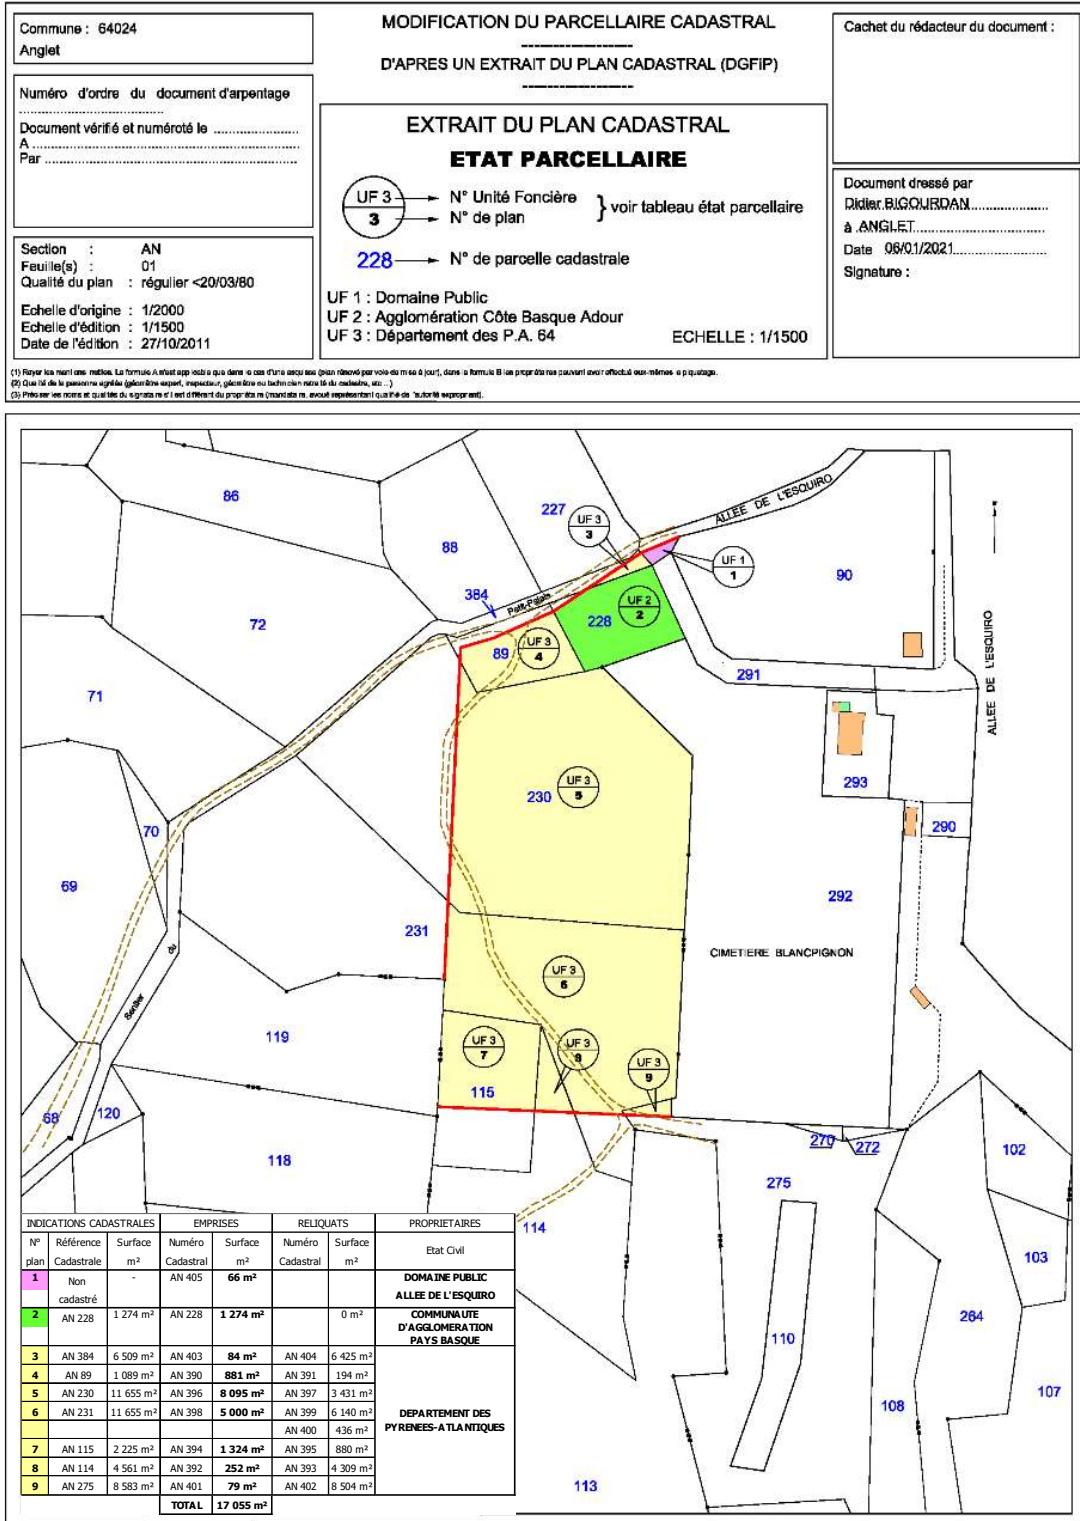 Commune : 64024
Anglet
Numéro d'ordre du document d'arpentage
Document vérifié et numéroté le
A
Par
Section : AN
Feuille(s) : 01
Qualité du plan : régulier <20/03/80
Echelle d'origine : 1/2000
Echelle d'édition : 1/1500
Date de l'édition : 27/10/2011
MODIFICATION DU PARCELLAIRE CADASTRAL
D'APRES UN EXTRAIT DU PLAN CADASTRAL (DGFiP)
EXTRAIT DU PLAN CADASTRAL
ETAT PARCELLAIRE
UF 3 N° Unité Foncière
3 N° de plan
} voir tableau état parcellaire
228 N° de parcelle cadastrale
UF 1 : Domaine Public
UF 2 : Agglomération Côte Basque Adour
UF 3 : Département des P.A. 64
ECHELLE : 1/1500
Cachet du rédacteur du document :
Document dressé par
Didier BIGOURDAN
à ANGLET
Date 06/01/2021
Signature :
86
227
UF 3
3
ALLEE DE L'ESQUIRO
88
UF 1
1
90
384
Petit-Palais
72
228
UF 2
2
89
UF 3
4
ALLEE DE L'ESQUIRO
291
71
293
230
UF 3
5
70
290
69
292
231
CIMETIERE BLANCPIGNON
du
UF 3
6
Sentier
119
UF 3
7
UF 3
8
UF 3
9
115
68
120
270
272
102
118
275
114
103
264
110
107
108
113
INDICATIONS CADASTRALES EMPRISES RELIQUATS PROPRIETAIRES
N° plan Référence Cadastrale Surface m² Numéro Cadastral Surface m² Numéro Cadastral Surface m² Etat Civil
1 Non cadastré - AN 405 66 m² DOMAINE PUBLIC ALLEE DE L'ESQUIRO
2 AN 228 1 274 m² AN 228 1 274 m² 0 m² COMMUNAUTE D'AGGLOMERATION PAYS BASQUE
3 AN 384 6 509 m² AN 403 84 m² AN 404 6 425 m²
4 AN 89 1 089 m² AN 390 881 m² AN 391 194 m²
5 AN 230 11 655 m² AN 396 8 095 m² AN 397 3 431 m²
6 AN 231 11 655 m² AN 398 5 000 m² AN 399 6 140 m² DEPARTEMENT DES PYRENEES-ATLANTIQUES
AN 400 436 m²
7 AN 115 2 225 m² AN 394 1 324 m² AN 395 880 m²
8 AN 114 4 561 m² AN 392 252 m² AN 393 4 309 m²
9 AN 275 8 583 m² AN 401 79 m² AN 402 8 504 m²
TOTAL 17 055 m²